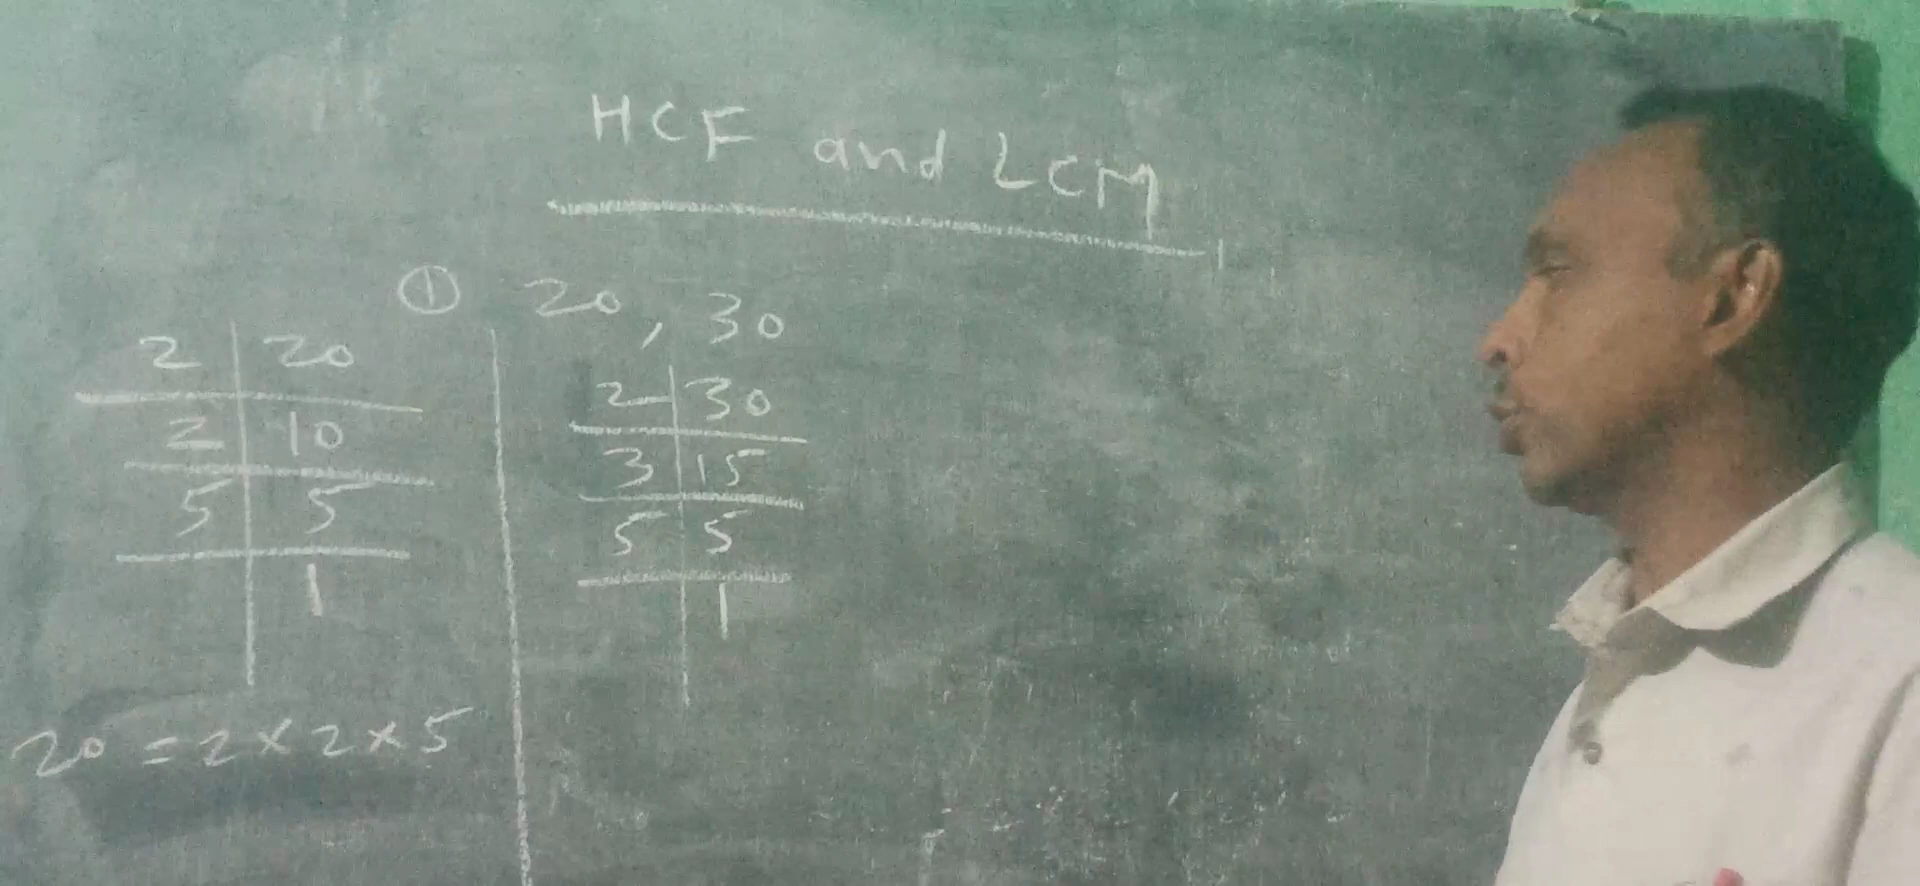 HCF and LCM
① 20, 30
2 | 20
2 | 10
5 | 5
1
20 = 2 × 2 × 5
2 | 30
3 | 15
5 | 5
1